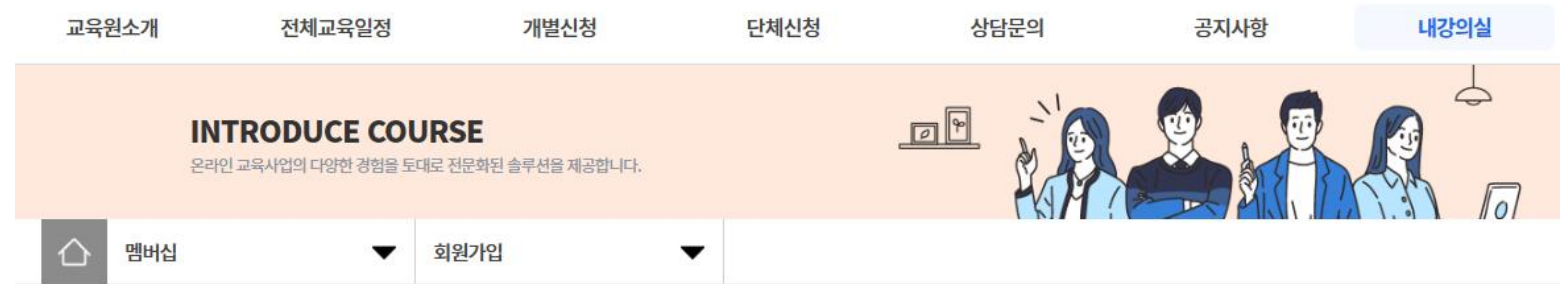 교육원소개 전체교육일정 개별신청 단체신청 상담문의 공지사항 내강의실
INTRODUCE COURSE
온라인 교육사업의 다양한 경험을 토대로 전문화된 솔루션을 제공합니다.
멤버십 회원가입